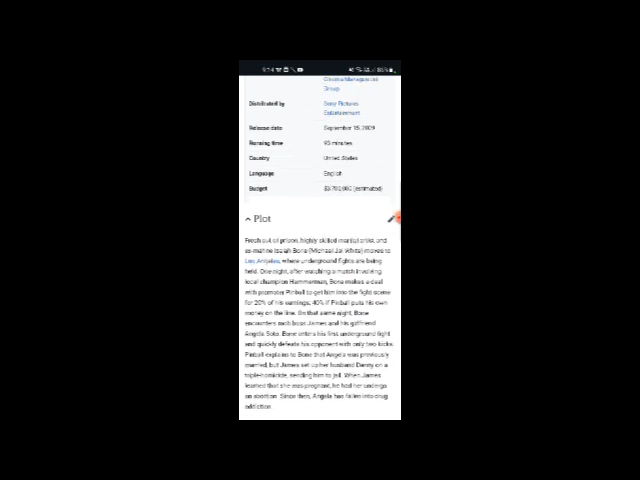 Group
Distributed by Sony Pictures
Entertainment
Release date September 15, 2009
Running time 93 minutes
Country United States
Language English
Budget (estimated)
Plot
Fresh out of prison, highly skilled martial artist, and
ex-marine Isaiah Bone (Michael Jai White) moves to
Los Angeles, where underground fights are being
held. One night, after watching a match involving
local champion Hammerman, Bone makes a deal
with promoter Pinball to get him into the fight scene
for 20% of his earnings, 40% if Pinball puts his own
money on the line. On that same night, Bone
encounters mob boss James and his girlfriend
Angela Soto. Bone enters his first underground fight
and quickly defeats his opponent with only two kicks.
Pinball explains to Bone that Angela was previously
married, but James set up her husband Danny on a
triple-homicide, sending him to jail. When James
learned that she was pregnant, he had her undergo
an abortion. Since then, Angela has fallen into drug
addiction.